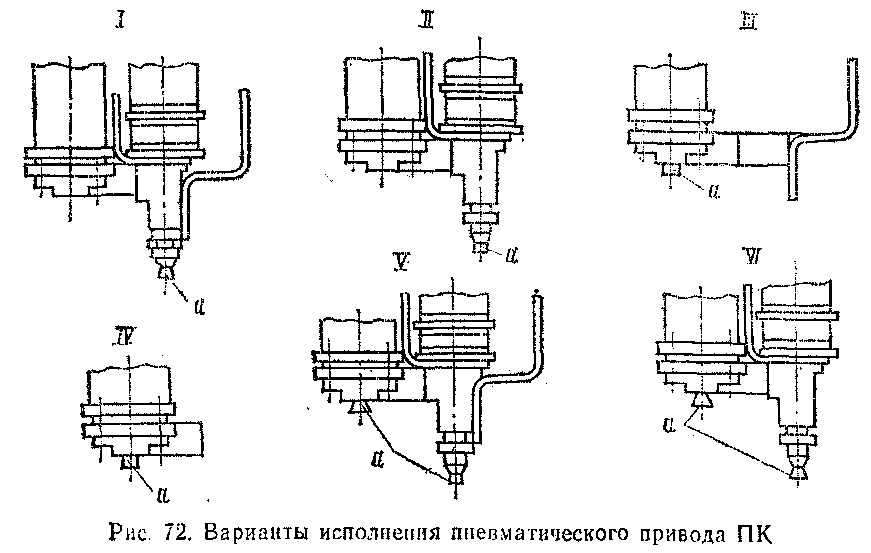 I
II
III
а
а
а
V
VI
IV
а
а
а
Рис. 72. Варианты исполнения пневматического привода ПК